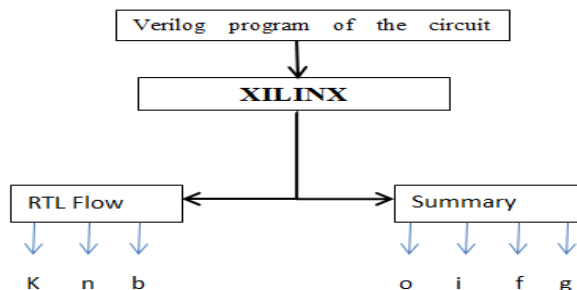 Verilog program of the circuit
XILINX
RTL Flow
Summary
K n b
o i f g